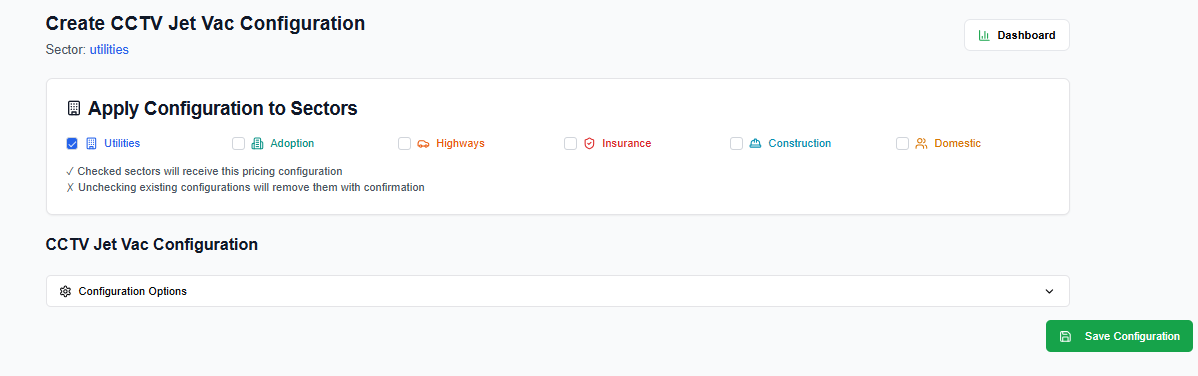 Create CCTV Jet Vac Configuration
Sector: utilities
Dashboard
Apply Configuration to Sectors
Utilities Adoption Highways Insurance Construction Domestic
✓ Checked sectors will receive this pricing configuration
✗ Unchecking existing configurations will remove them with confirmation
CCTV Jet Vac Configuration
Configuration Options
Save Configuration